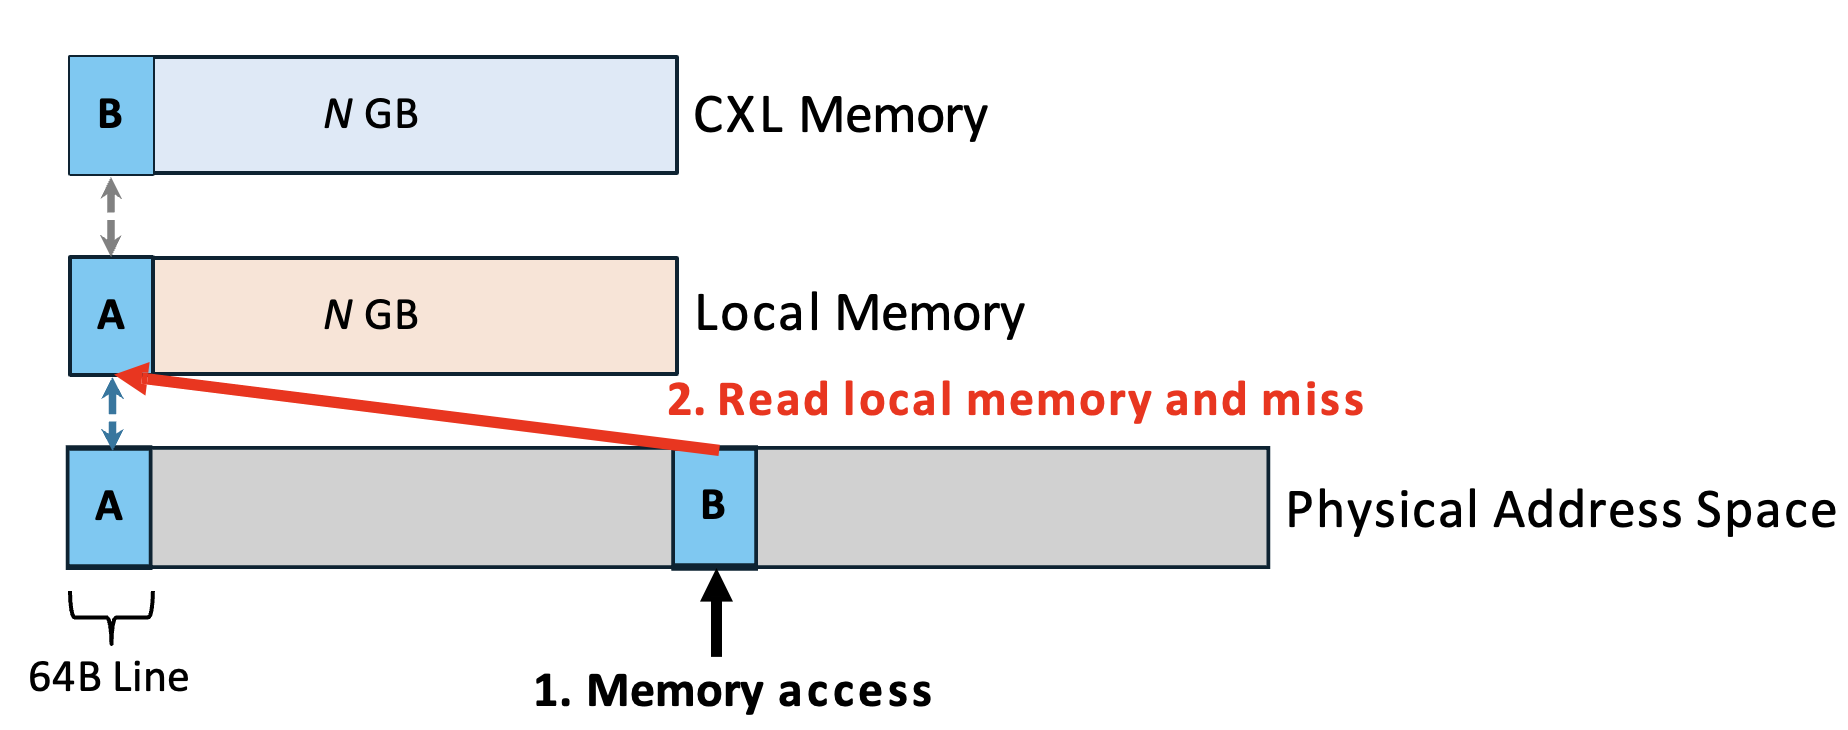 B
N GB
CXL Memory
A
N GB
Local Memory
2. Read local memory and miss
A
B
Physical Address Space
64B Line
1. Memory access